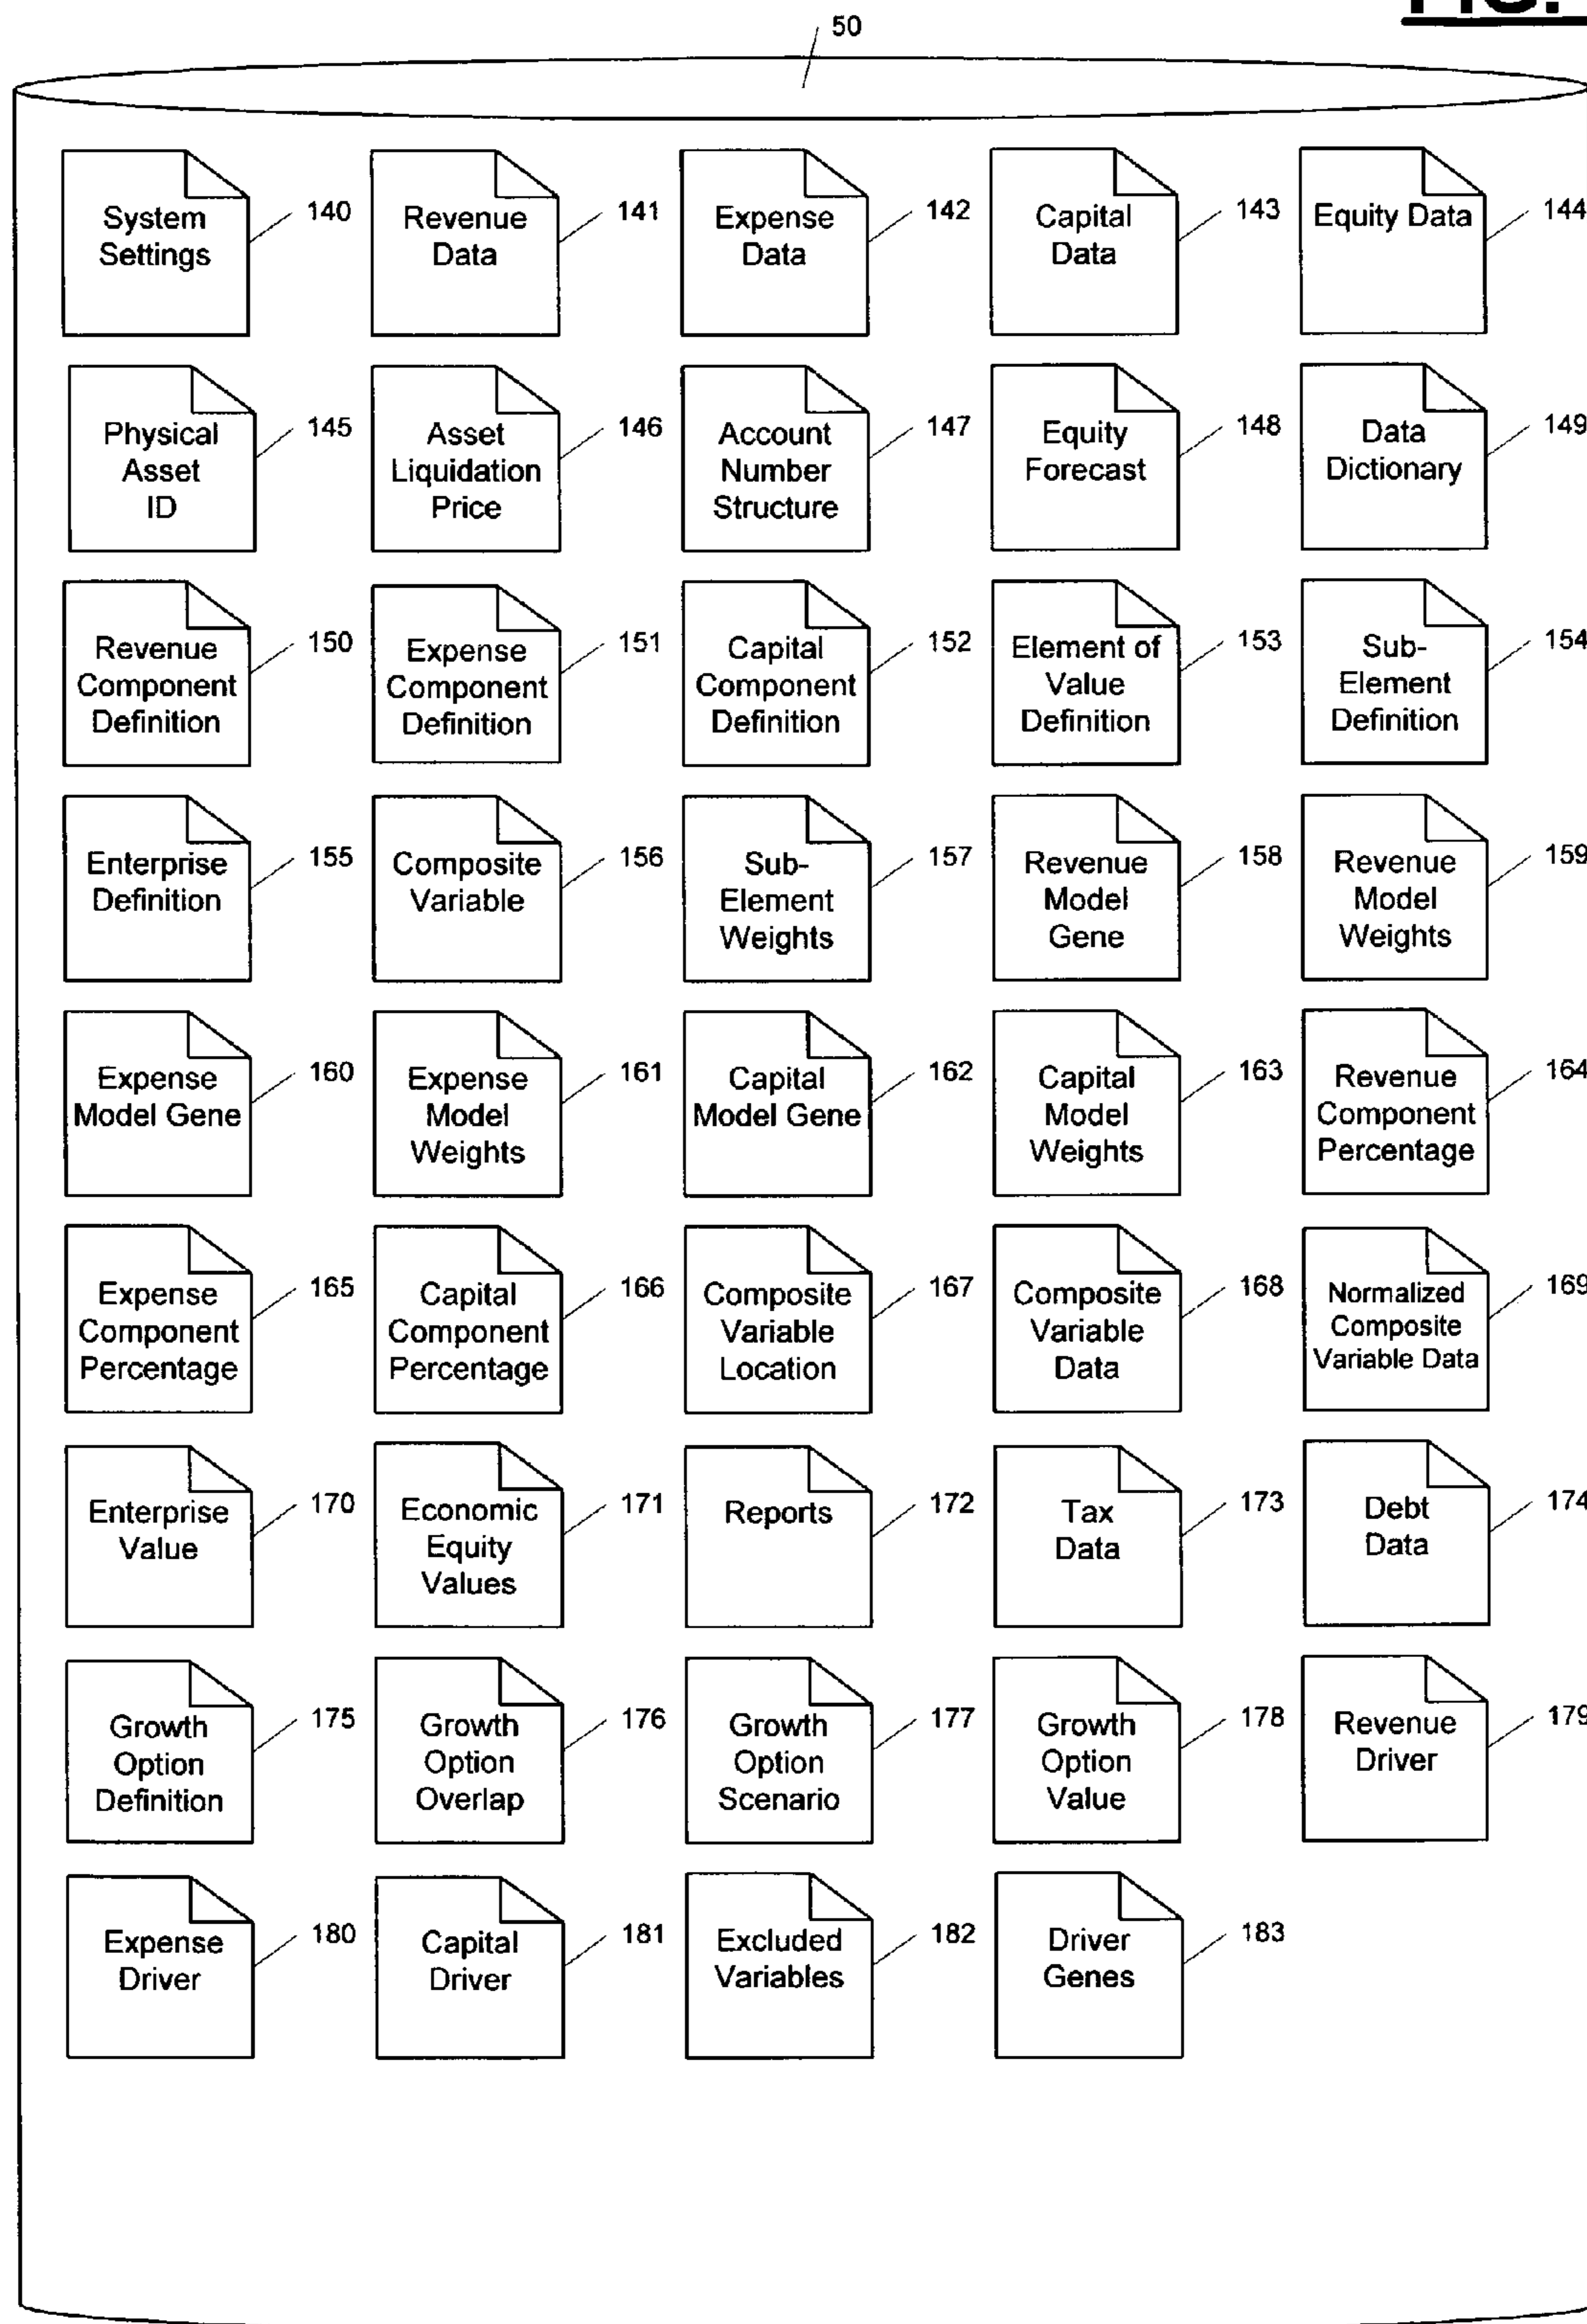 FIG.
50
System
Settings
140
Revenue
Data
141
Expense
Data
142
Capital
Data
143
Equity Data
144
Physical
Asset
ID
145
Asset
Liquidation
Price
146
Account
Number
Structure
147
Equity
Forecast
148
Data
Dictionary
149
Revenue
Component
Definition
150
Expense
Component
Definition
151
Capital
Component
Definition
152
Element of
Value
Definition
153
Sub-
Element
Definition
154
Enterprise
Definition
155
Composite
Variable
156
Sub-
Element
Weights
157
Revenue
Model
Gene
158
Revenue
Model
Weights
159
Expense
Model Gene
160
Expense
Model
Weights
161
Capital
Model Gene
162
Capital
Model
Weights
163
Revenue
Component
Percentage
164
Expense
Component
Percentage
165
Capital
Component
Percentage
166
Composite
Variable
Location
167
Composite
Variable
Data
168
Normalized
Composite
Variable Data
169
Enterprise
Value
170
Economic
Equity
Values
171
Reports
172
Tax
Data
173
Debt
Data
174
Growth
Option
Definition
175
Growth
Option
Overlap
176
Growth
Option
Scenario
177
Growth
Option
Value
178
Revenue
Driver
179
Expense
Driver
180
Capital
Driver
181
Excluded
Variables
182
Driver
Genes
183